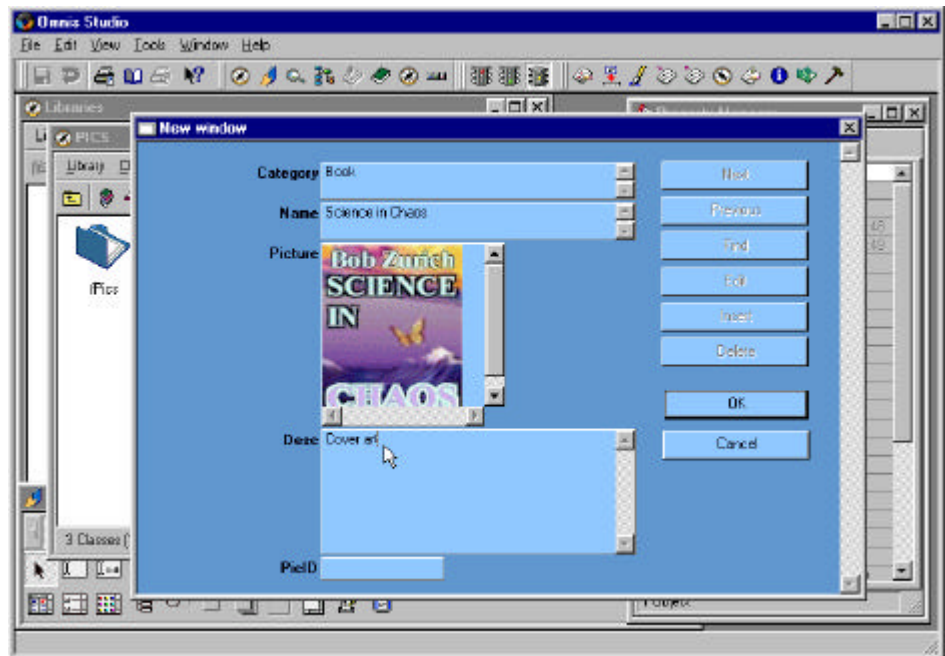 Omnis Studio
File Edit View Tools Window Help
Libraries
PICS
New window
Library
Category Book
Next
Name Science in Chaos
Previous
Picture
Find
Bob Zurich
SCIENCE
IN
CHAOS
fPics
Edit
Insert
Delete
OK
Desc Cover art
Cancel
3 Classes (
PicID
1 Object